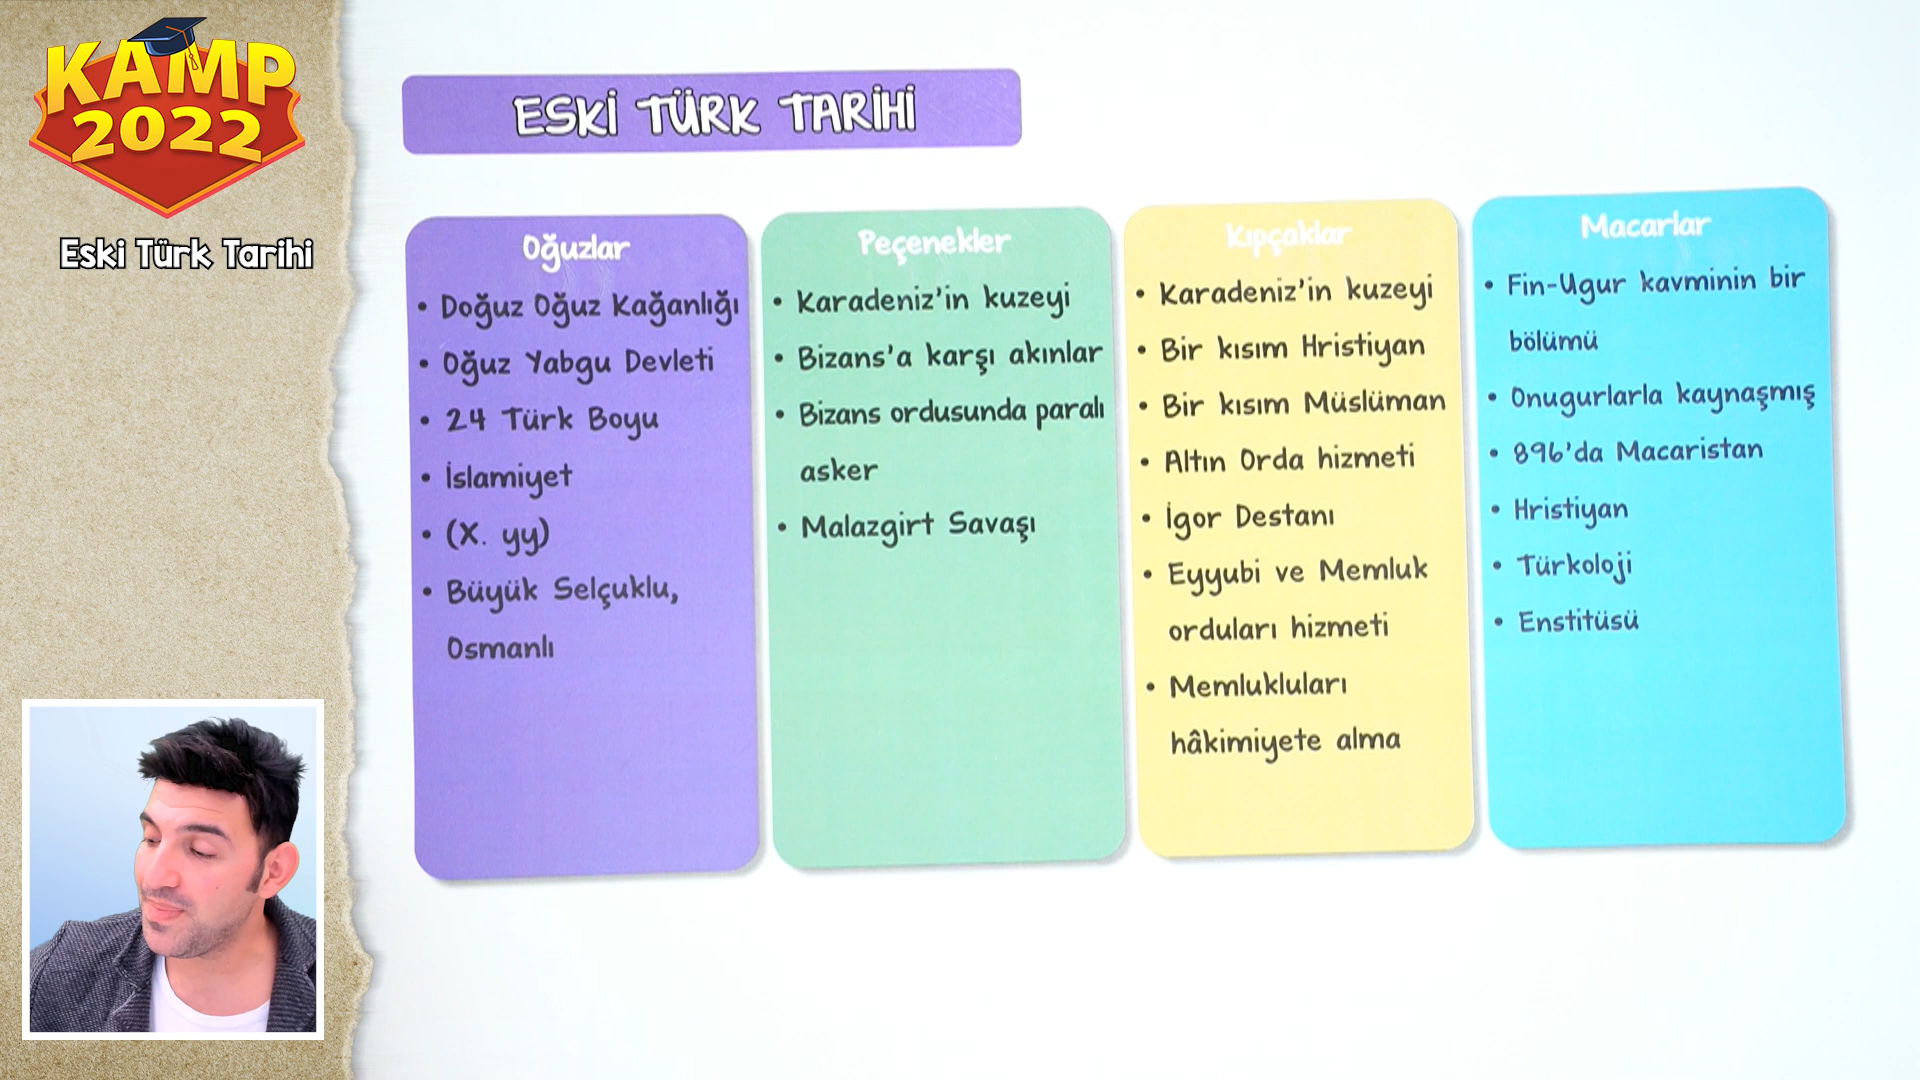 KAMP
2022
Eski Türk Tarihi
ESKİ TÜRK TARİHİ
Oğuzlar
• Doğuz Oğuz Kağanlığı
• Oğuz Yabgu Devleti
• 24 Türk Boyu
• İslamiyet
• (X. yy)
• Büyük Selçuklu,
Osmanlı
Peçenekler
• Karadeniz'in kuzeyi
• Bizans'a karşı akınlar
• Bizans ordusunda paralı
asker
• Malazgirt Savaşı
Kıpçaklar
• Karadeniz'in kuzeyi
• Bir kısım Hristiyan
• Bir kısım Müslüman
• Altın Orda hizmeti
• İgor Destanı
• Eyyubi ve Memluk
orduları hizmeti
• Memlukluları
hâkimiyete alma
Macarlar
• Fin-Ugur kavminin bir
bölümü
• Onugurlarla kaynaşmış
• 896'da Macaristan
• Hristiyan
• Türkoloji
• Enstitüsü